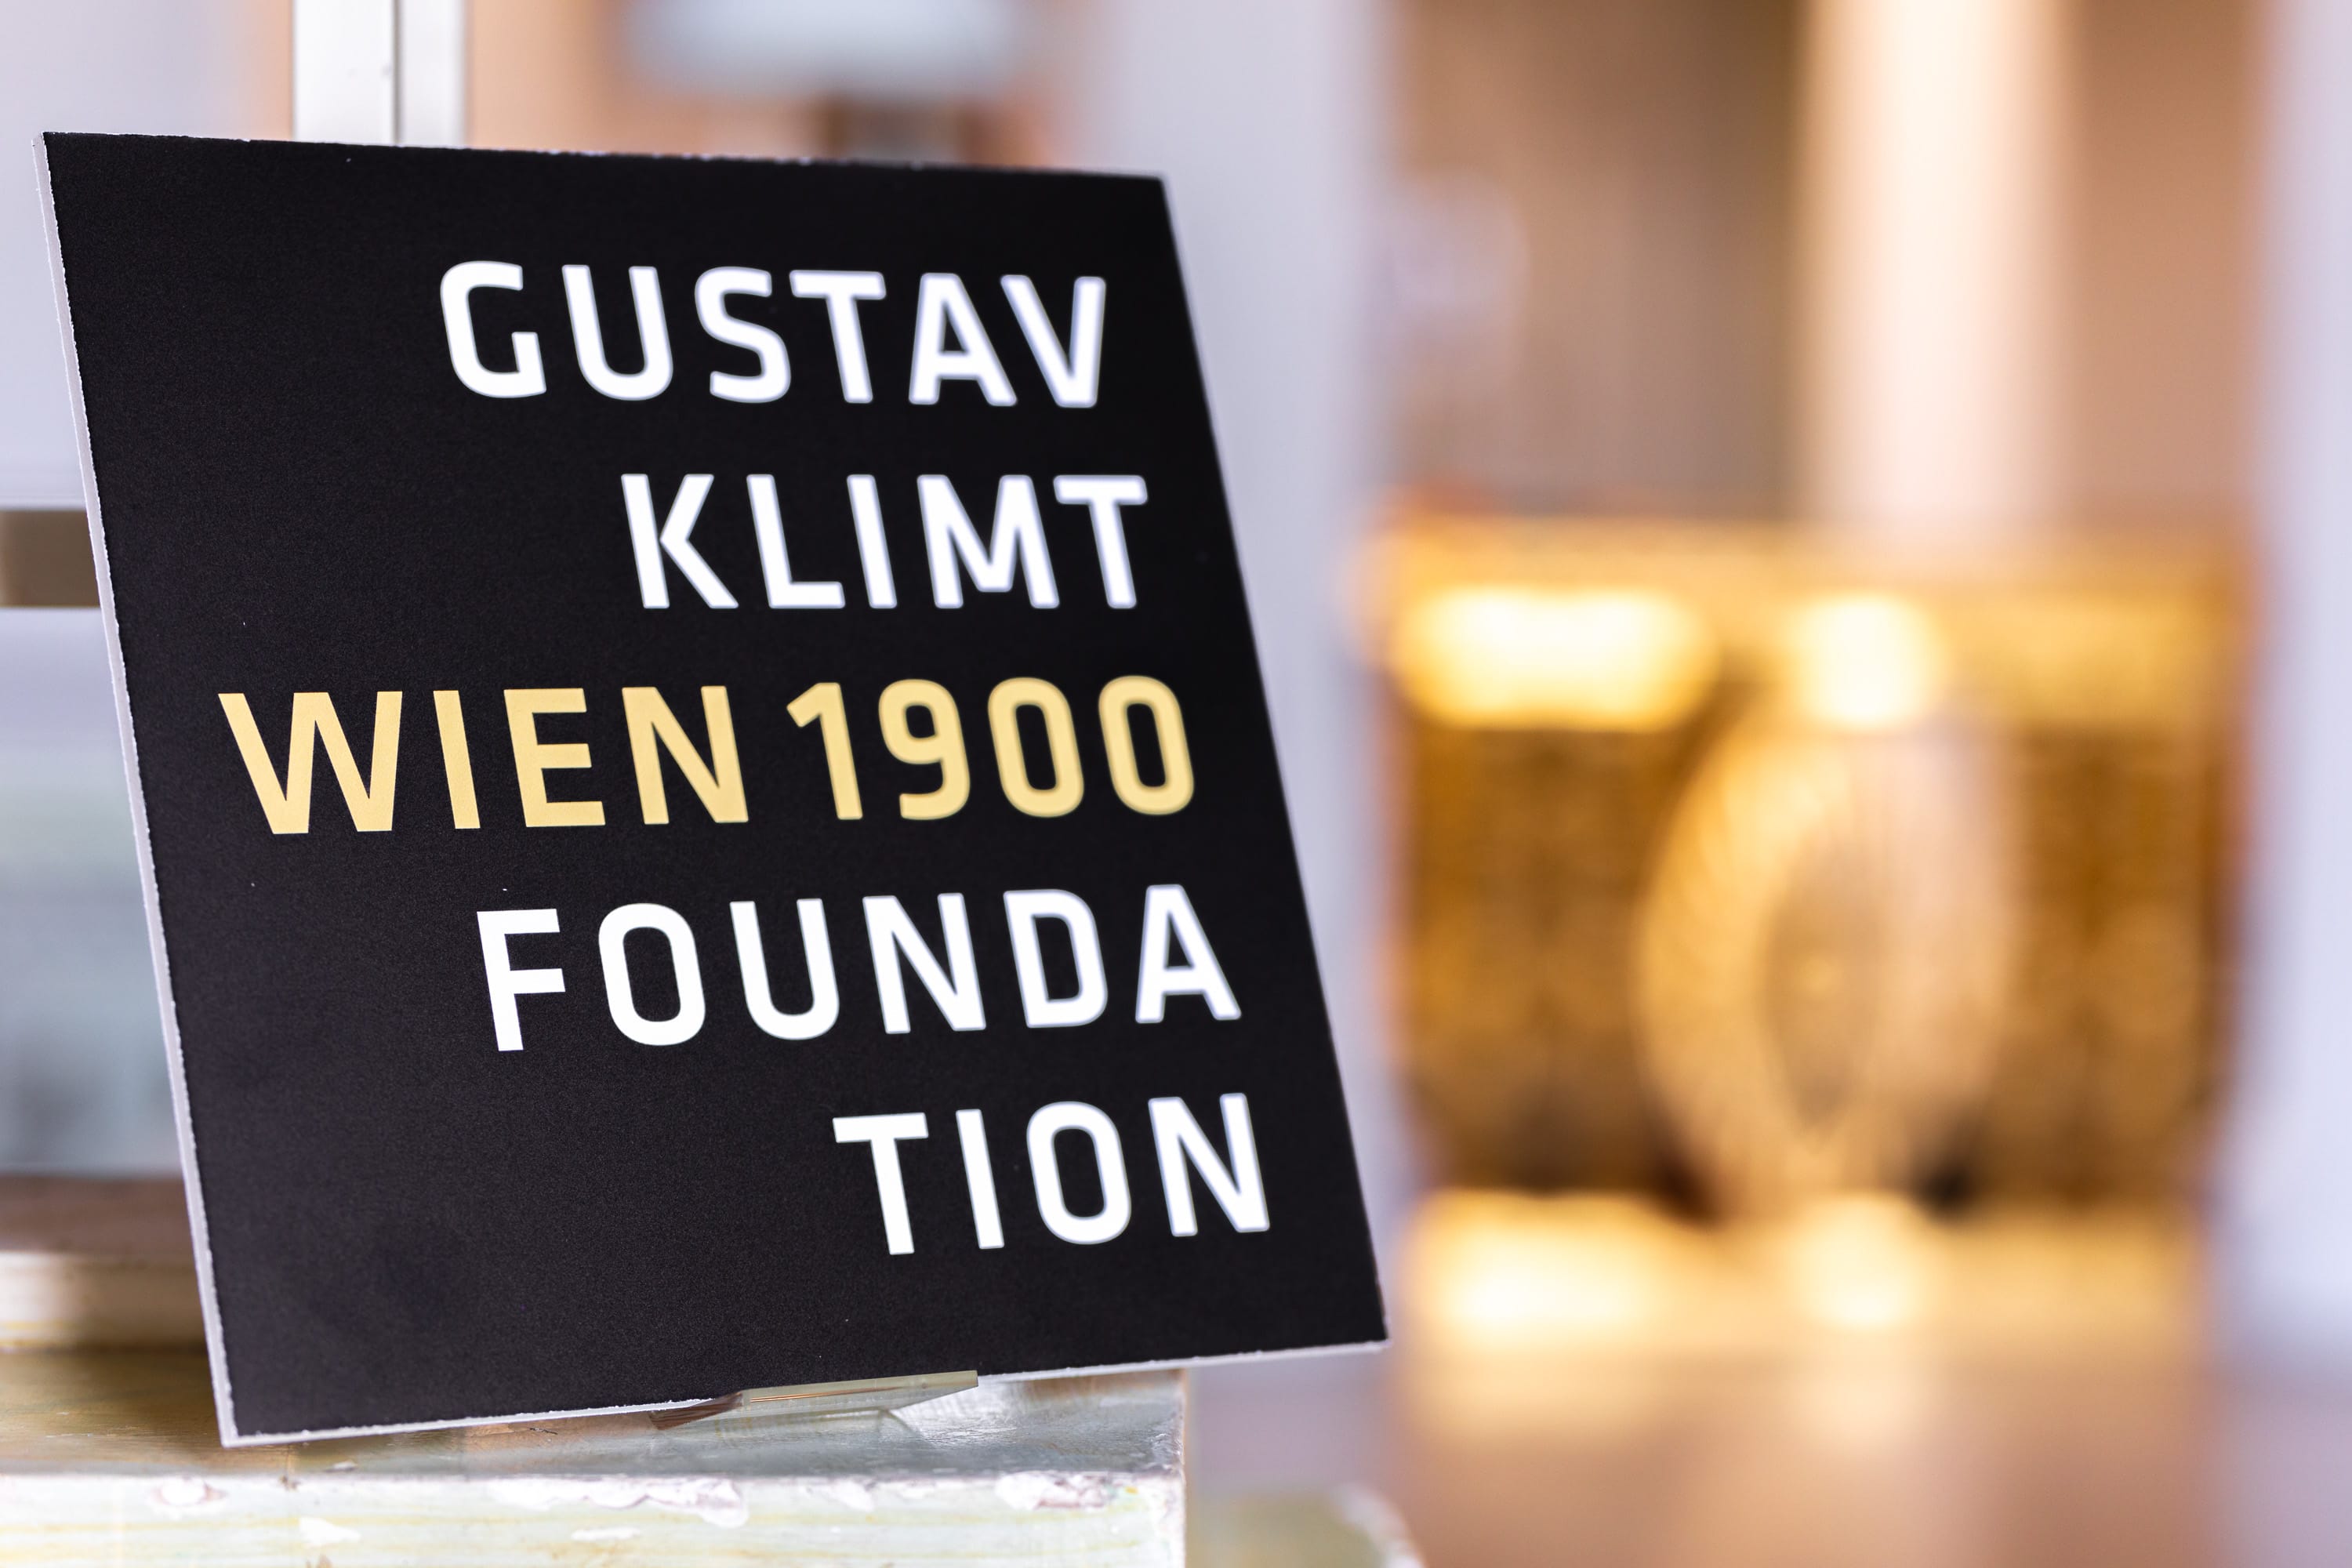 GUSTAV
KLIMT
WIEN 1900
FOUNDA
TION